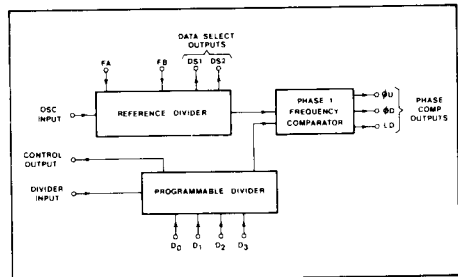 DATA SELECT
OUTPUTS
FA
FB
DS1
DS2
OSC
INPUT
REFERENCE DIVIDER
PHASE 1
FREQUENCY
COMPARATOR
ΦU
ΦD
LD
PHASE
COMP
OUTPUTS
CONTROL
OUTPUT
DIVIDER
INPUT
PROGRAMMABLE DIVIDER
D0
D1
D2
D3